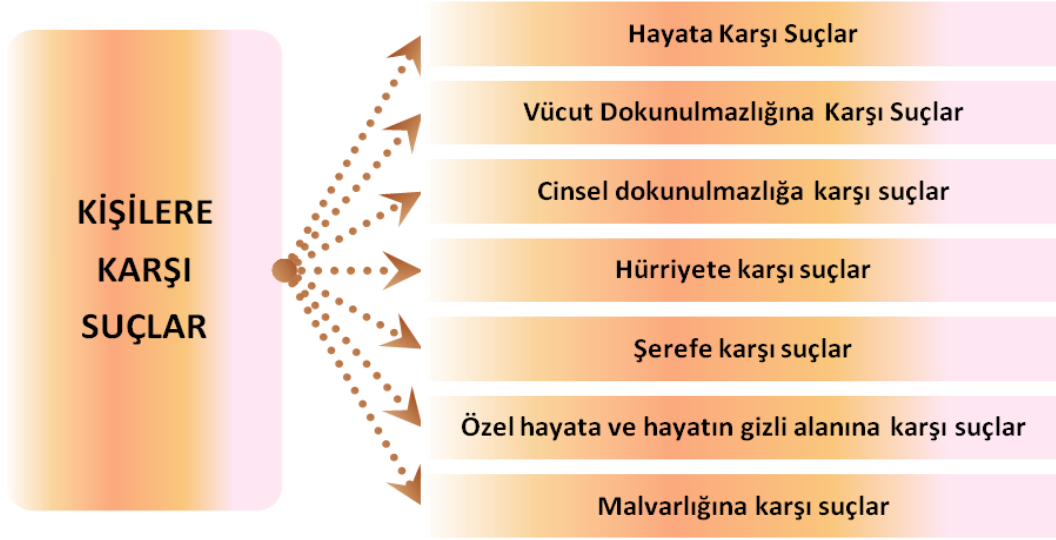 KİŞİLERE
KARŞI
SUÇLAR
Hayata Karşı Suçlar
Vücut Dokunulmazlığına Karşı Suçlar
Cinsel dokunulmazlığa karşı suçlar
Hürriyete karşı suçlar
Şerefe karşı suçlar
Özel hayata ve hayatın gizli alanına karşı suçlar
Malvarlığına karşı suçlar